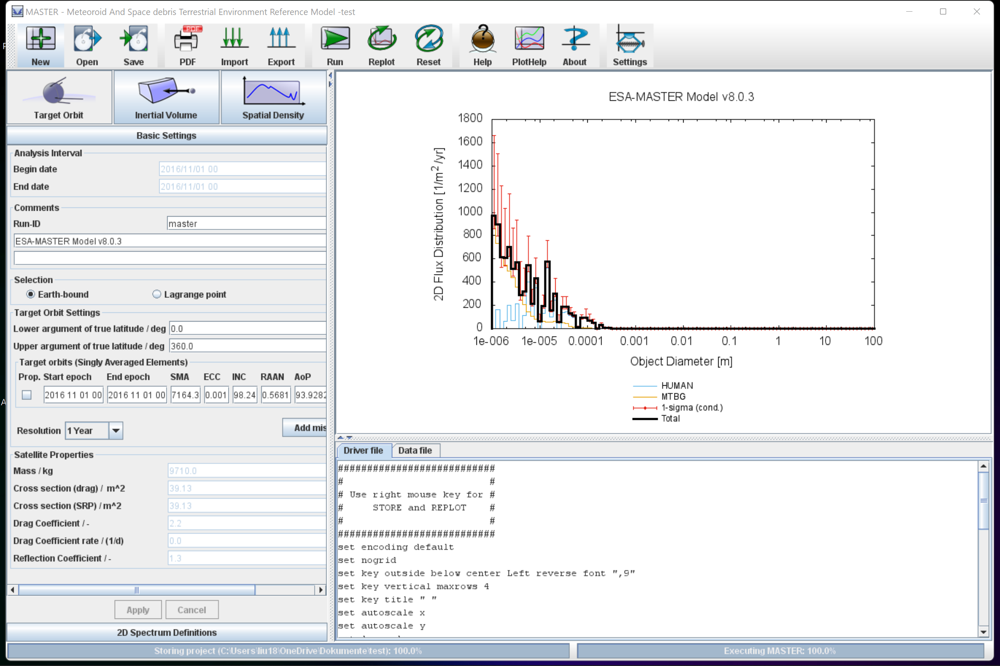 MASTER - Meteoroid And Space debris Terrestrial Environment Reference Model -test
New Open Save PDF Import Export Run Replot Reset Help PlotHelp About Settings
PDF
Target Orbit Inertial Volume Spatial Density
Basic Settings
Analysis Interval
Begin date 2016/11/01 00
End date 2016/11/01 00
Comments
Run-ID master
ESA-MASTER Model v8.0.3
Selection
Earth-bound Lagrange point
Target Orbit Settings
Lower argument of true latitude / deg 0.0
Upper argument of true latitude / deg 360.0
Target orbits (Singly Averaged Elements)
Prop. Start epoch End epoch SMA ECC INC RAAN AoP
2016 11 01 00 2016 11 01 00 7164.3 0.001 98.24 0.5681 93.9282
Resolution 1 Year Add mis
Satellite Properties
Mass / kg 9710.0
Cross section (drag) / m^2 39.13
Cross section (SRP) / m^2 39.13
Drag Coefficient / - 2.2
Drag Coefficient rate / (1/d) 0.0
Reflection Coefficient / - 1.3
Apply Cancel
2D Spectrum Definitions
ESA-MASTER Model v8.0.3
2D Flux Distribution [1/m2/yr]
1800
1600
1400
1200
1000
800
600
400
200
0
1e-006 1e-005 0.0001 0.001 0.01 0.1 1 10 100
Object Diameter [m]
HUMAN
MTBG
1-sigma (cond.)
Total
Driver file Data file
###########################
# #
# Use right mouse key for #
# STORE and REPLOT #
# #
###########################
set encoding default
set nogrid
set key outside below center Left reverse font ",9"
set key vertical maxrows 4
set key title " "
set autoscale x
set autoscale y
Storing project (C:\Users\liu18\OneDrive\Dokumente\test): 100.0%
Executing MASTER: 100.0%